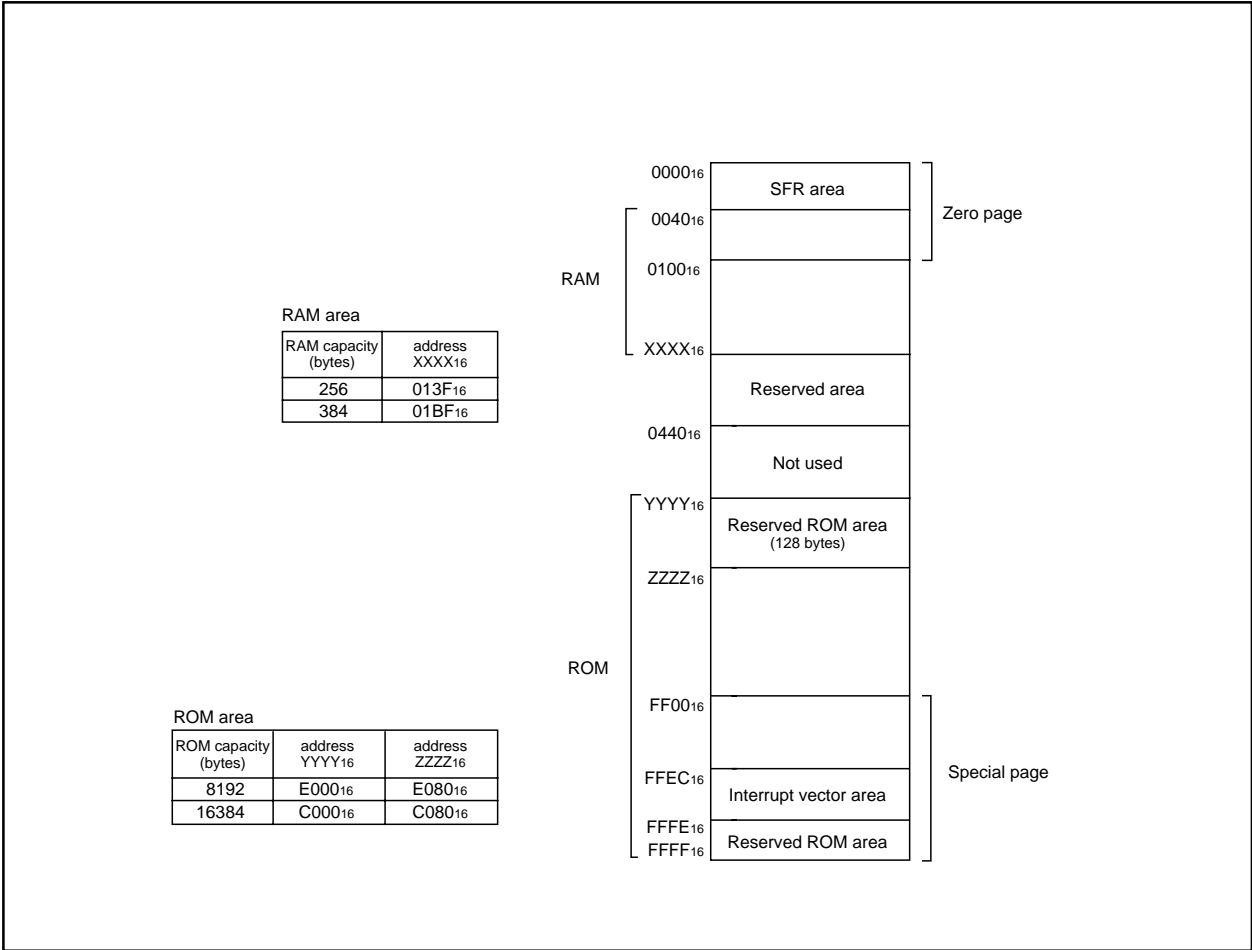 RAM area
RAM capacity (bytes) address XXXX16
256 013F16
384 01BF16
ROM area
ROM capacity (bytes) address YYYY16 address ZZZZ16
8192 E00016 E08016
16384 C00016 C08016
000016
SFR area
Zero page
004016
RAM
010016
XXXX16
Reserved area
044016
Not used
YYYY16
Reserved ROM area
(128 bytes)
ZZZZ16
ROM
FF0016
Special page
FFEC16
Interrupt vector area
FFFE16
Reserved ROM area
FFFF16